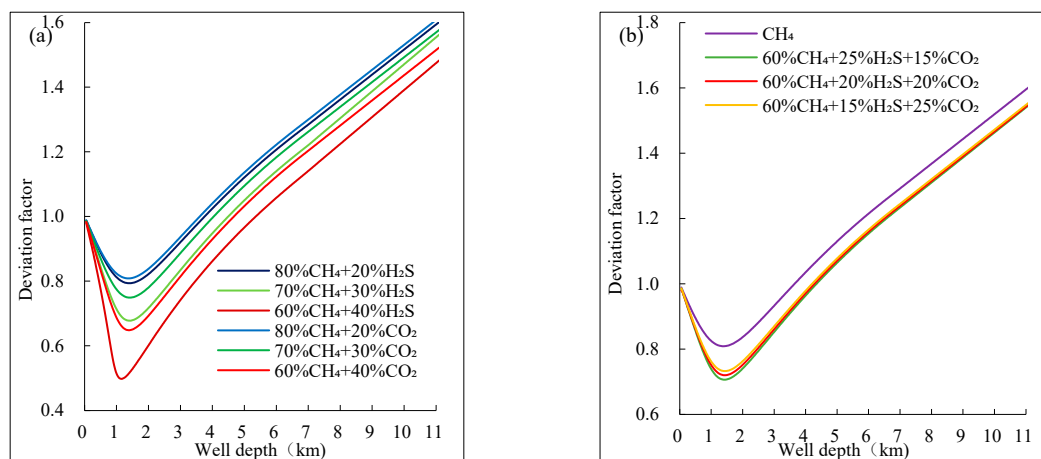 (a)
1.6
1.4
1.2
1.0
0.8
0.6
0.4
Deviation factor
80%CH₄+20%H₂S
70%CH₄+30%H₂S
60%CH₄+40%H₂S
80%CH₄+20%CO₂
70%CH₄+30%CO₂
60%CH₄+40%CO₂
0 1 2 3 4 5 6 7 8 9 10 11
Well depth（km)
(b)
1.8
1.6
1.4
1.2
1.0
0.8
0.6
Deviation factor
CH₄
60%CH₄+25%H₂S+15%CO₂
60%CH₄+20%H₂S+20%CO₂
60%CH₄+15%H₂S+25%CO₂
0 1 2 3 4 5 6 7 8 9 10 11
Well depth（km)